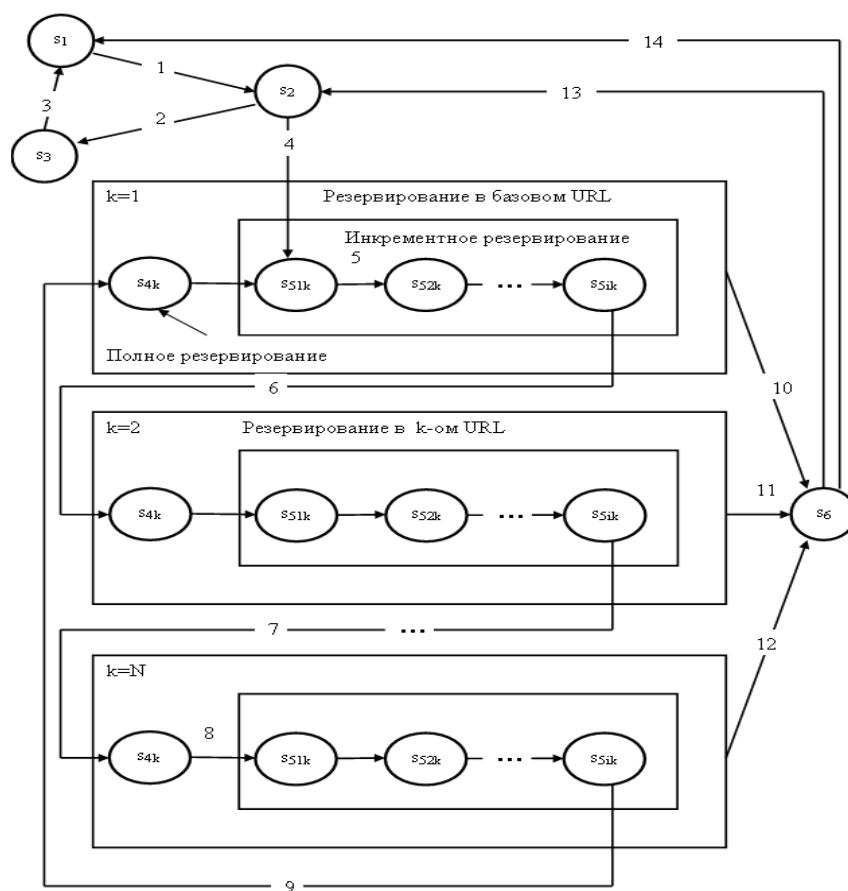 14
s1
1
s2
13
3
2
s3
4
k=1 Резервирование в базовом URL
Инкрементное резервирование
5
s4k s51k s52k ... s5ik
Полное резервирование
6
10
k=2 Резервирование в k-ом URL
11
s4k s51k s52k ... s5ik s6
7 ...
12
k=N
8
s4k s51k s52k ... s5ik
9